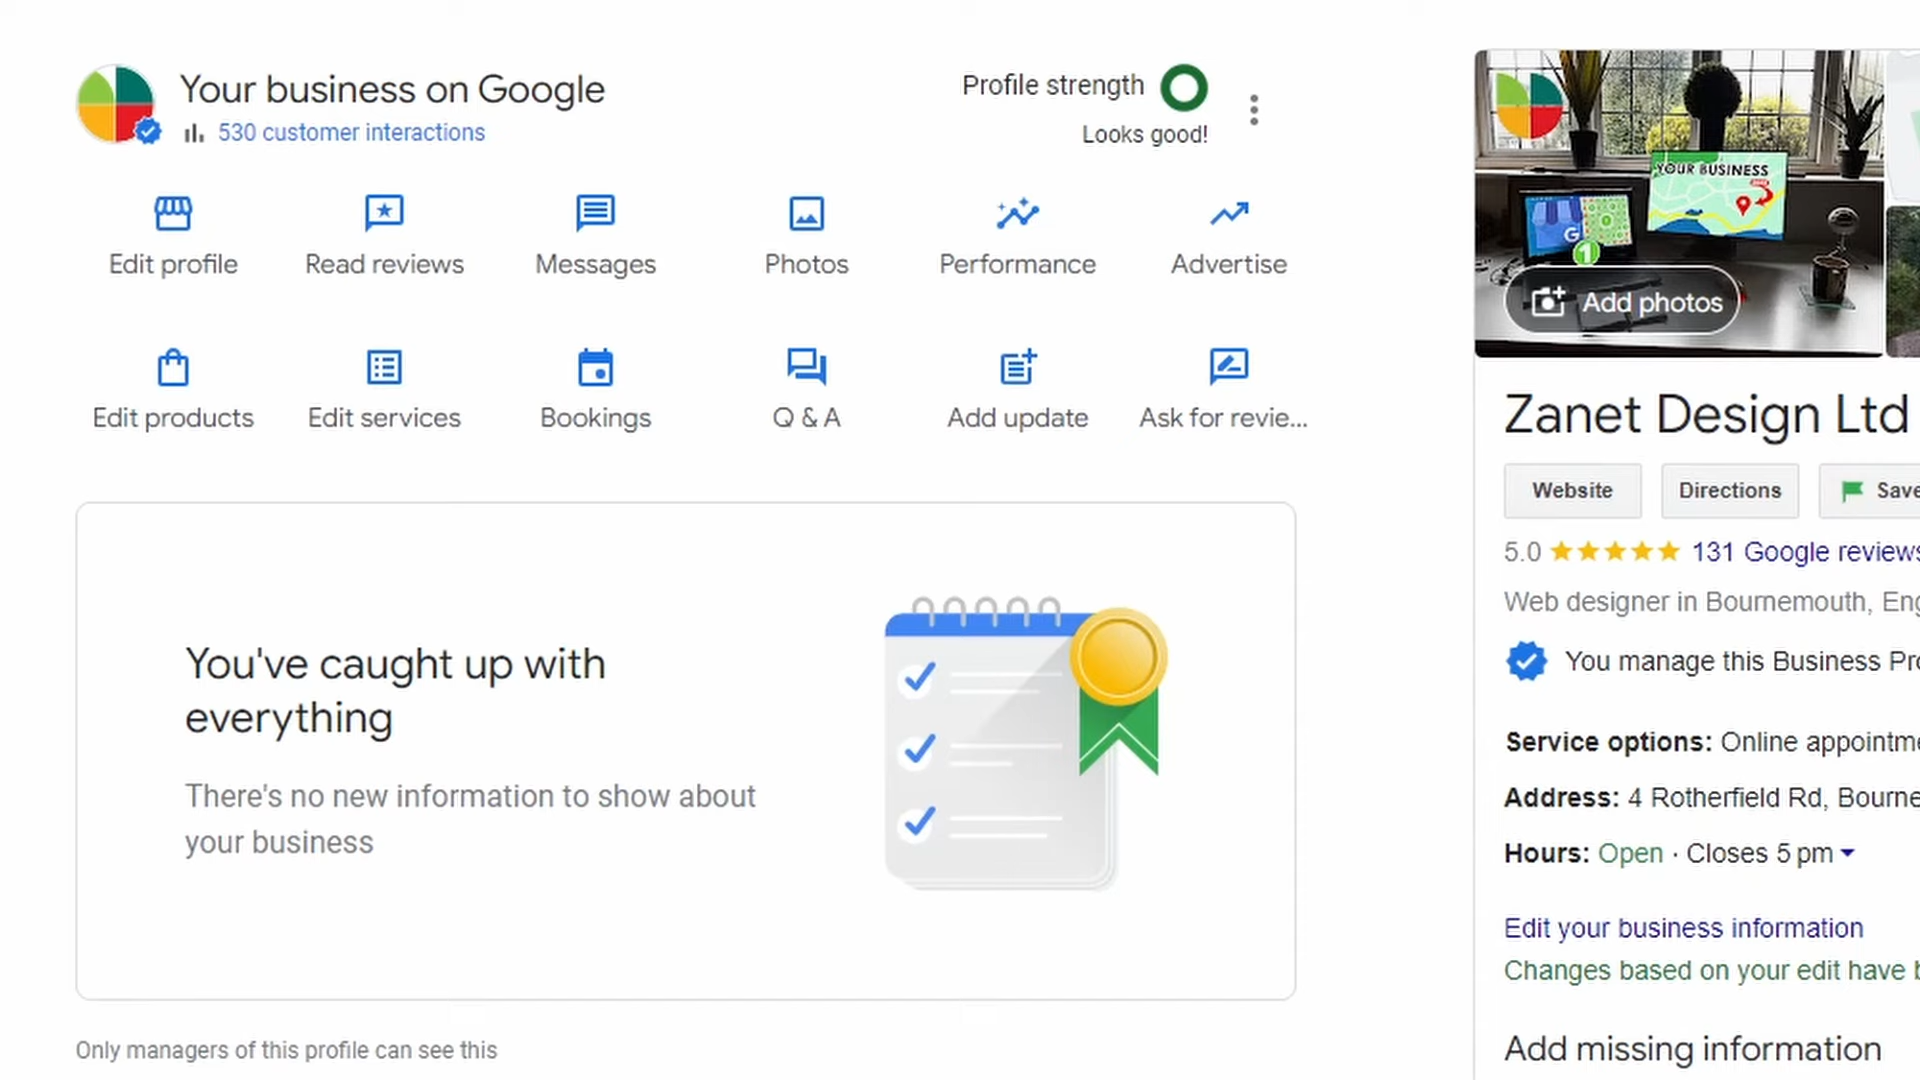 Your business on Google
530 customer interactions
Profile strength
Looks good!
Edit profile
Read reviews
Messages
Photos
Performance
Advertise
Edit products
Edit services
Bookings
Q & A
Add update
Ask for revie...
You've caught up with
everything
There's no new information to show about
your business
Only managers of this profile can see this
YOUR BUSINESS
G
1
Add photos
Zanet Design Ltd
Website
Directions
Save
5.0 131 Google reviews
Web designer in Bournemouth, Eng
You manage this Business Pro
Service options: Online appointme
Address: 4 Rotherfield Rd, Bourne
Hours: Open · Closes 5 pm
Edit your business information
Changes based on your edit have b
Add missing information